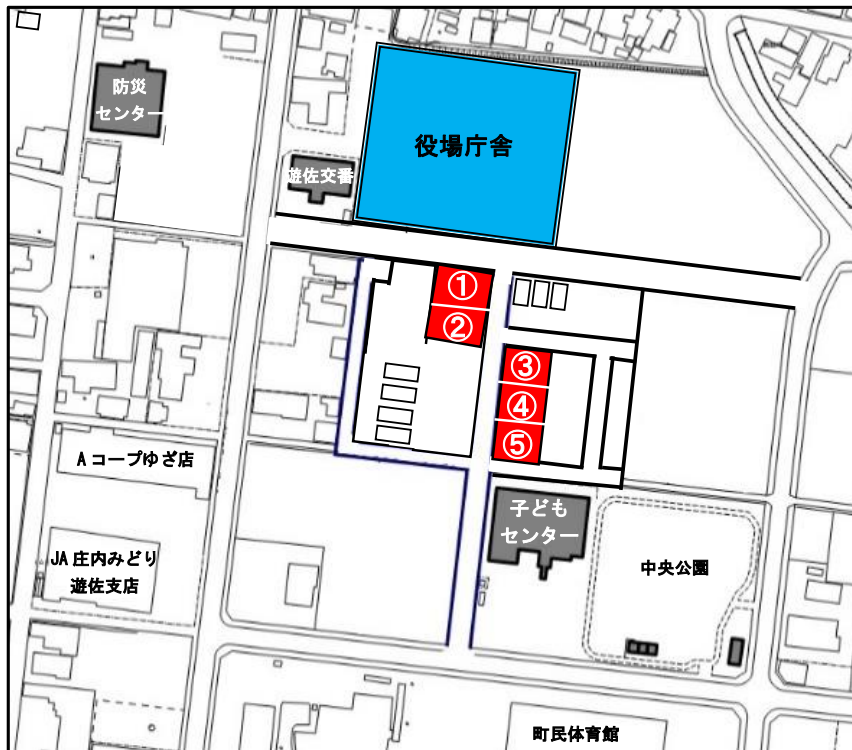 防災
センター
役場庁舎
遊佐交番
①
②
③
④
⑤
Aコープゆざ店
子ども
センター
JA庄内みどり
遊佐支店
中央公園
町民体育館